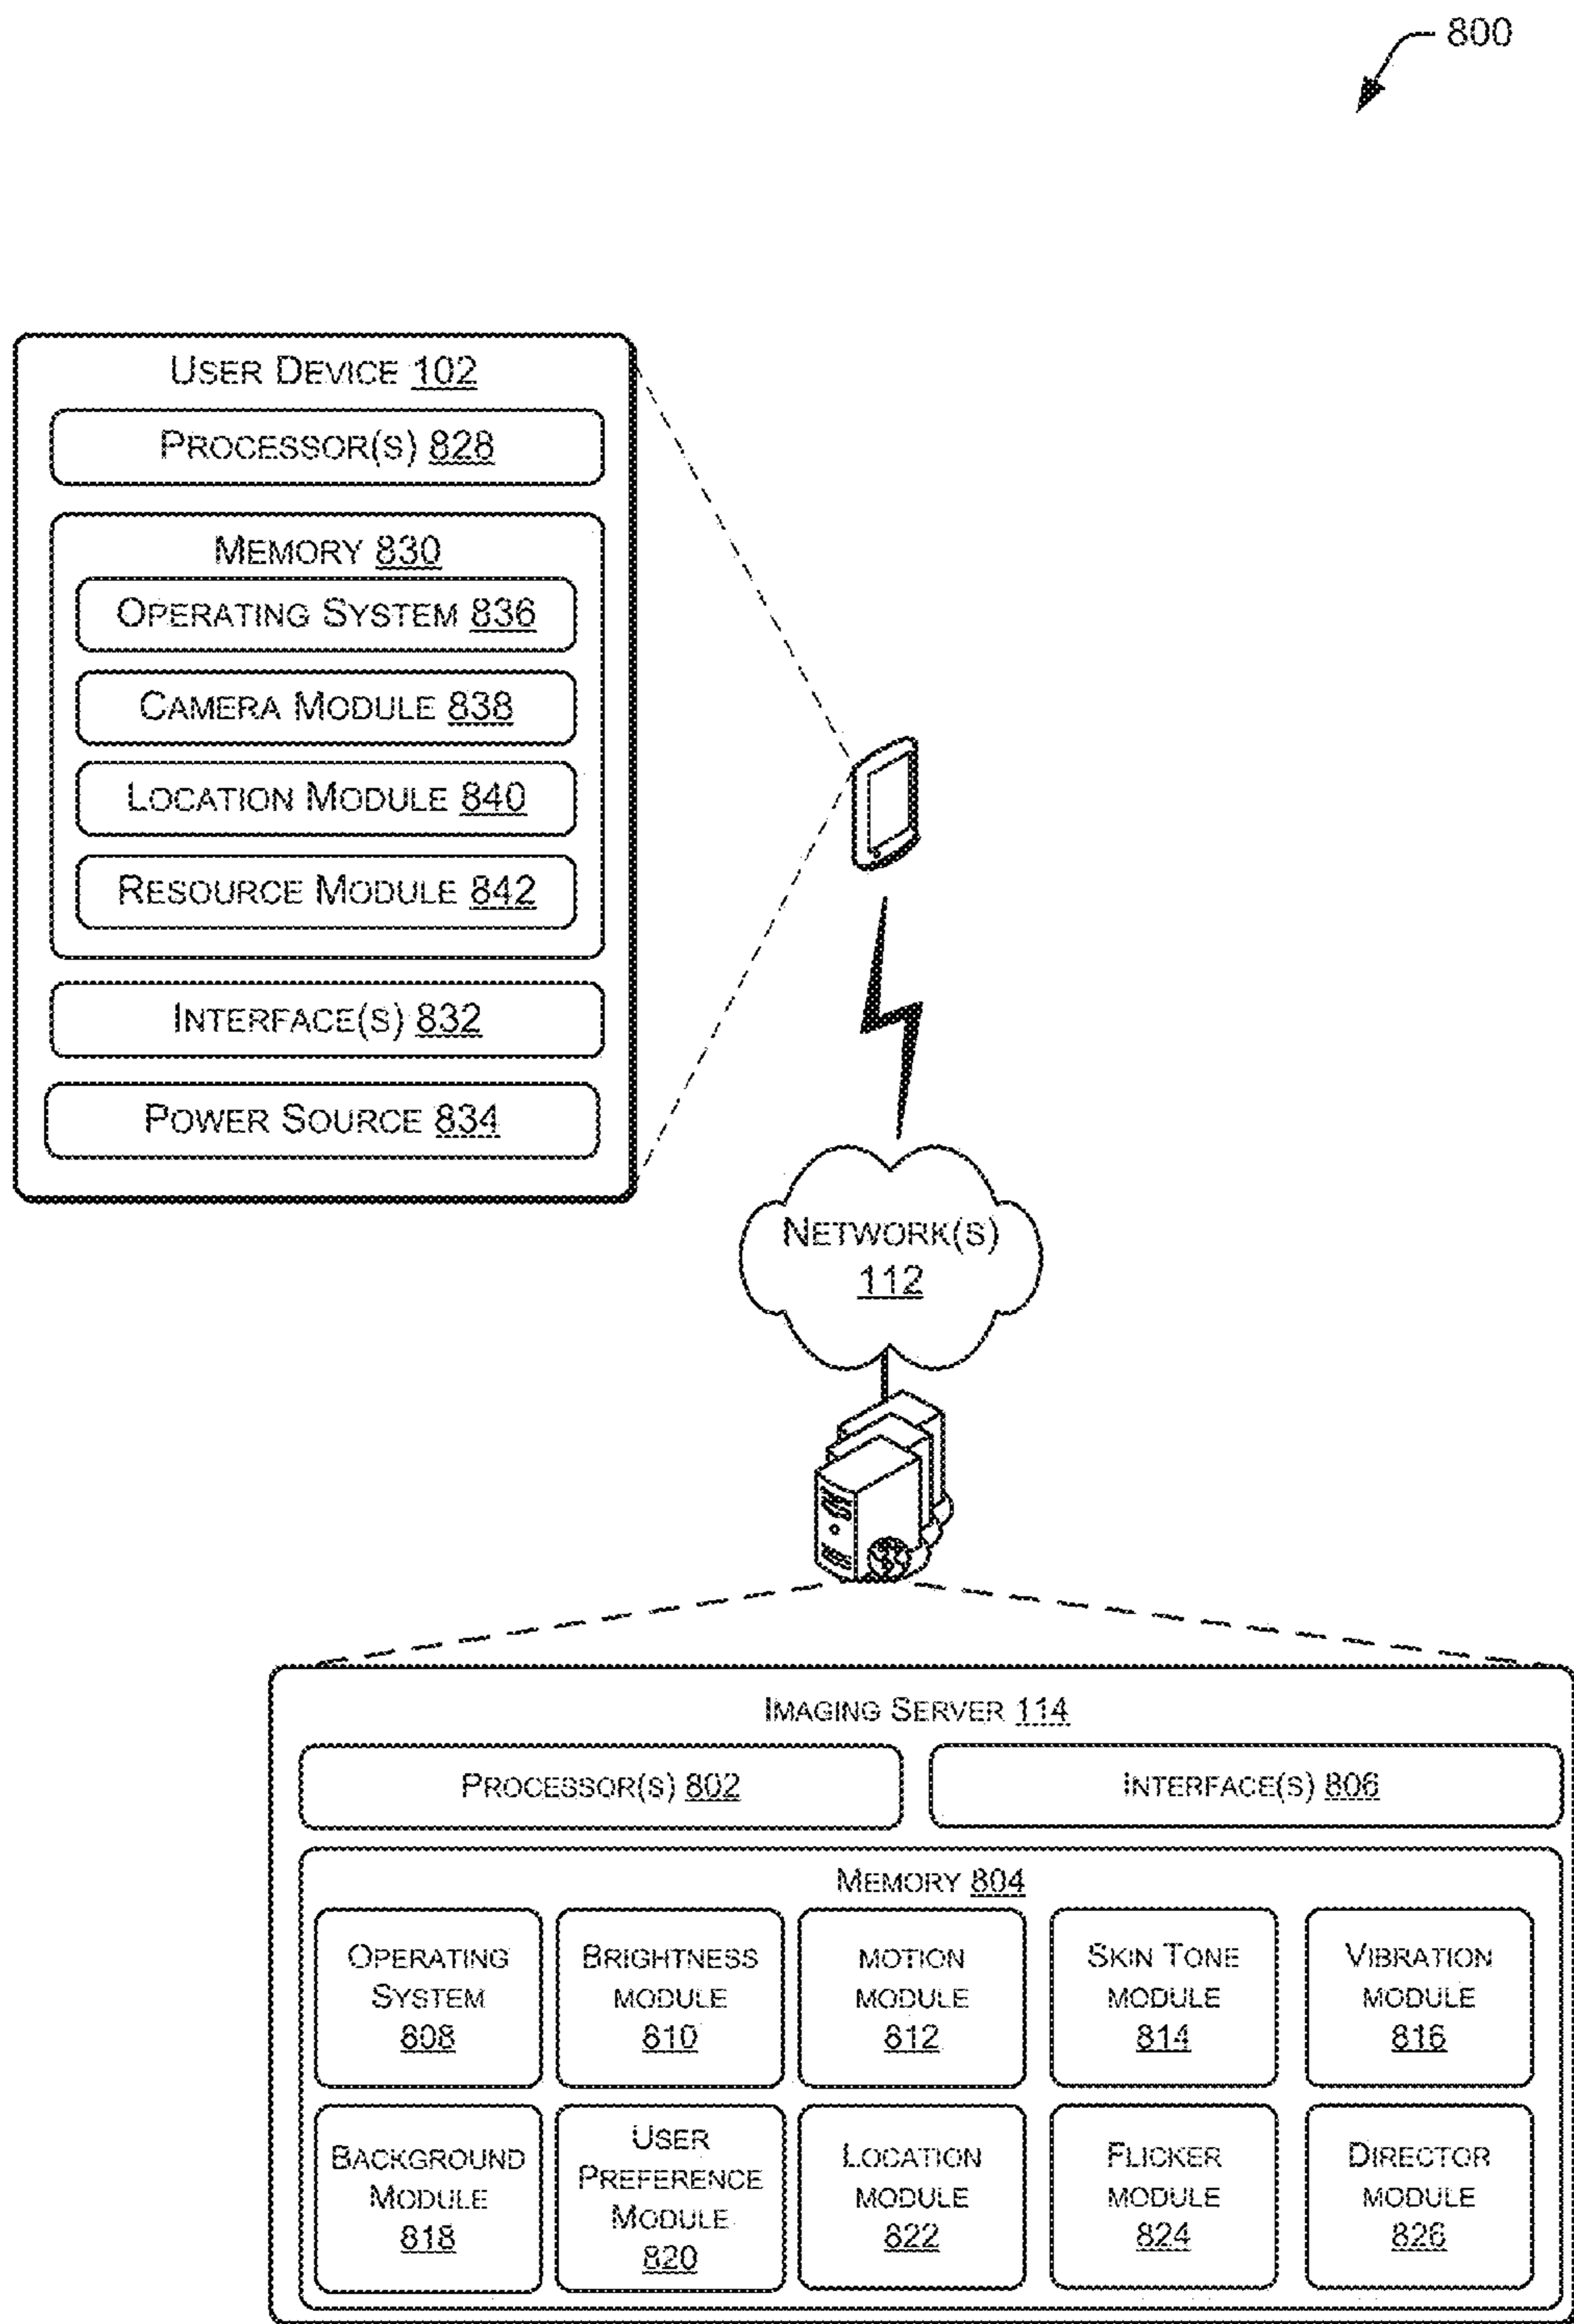 800
USER DEVICE 102
PROCESSOR(S) 828
MEMORY 830
OPERATING SYSTEM 836
CAMERA MODULE 838
LOCATION MODULE 840
RESOURCE MODULE 842
INTERFACE(S) 832
POWER SOURCE 834
NETWORK(S)
112
IMAGING SERVER 114
PROCESSOR(S) 802
INTERFACE(S) 806
MEMORY 804
OPERATING
SYSTEM
808
BRIGHTNESS
MODULE
810
MOTION
MODULE
812
SKIN TONE
MODULE
814
VIBRATION
MODULE
816
BACKGROUND
MODULE
818
USER
PREFERENCE
MODULE
820
LOCATION
MODULE
822
FLICKER
MODULE
824
DIRECTOR
MODULE
826